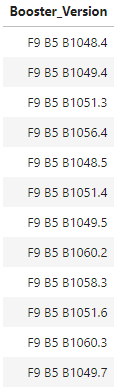 Booster_Version
F9 B5 B1048.4
F9 B5 B1049.4
F9 B5 B1051.3
F9 B5 B1056.4
F9 B5 B1048.5
F9 B5 B1051.4
F9 B5 B1049.5
F9 B5 B1060.2
F9 B5 B1058.3
F9 B5 B1051.6
F9 B5 B1060.3
F9 B5 B1049.7